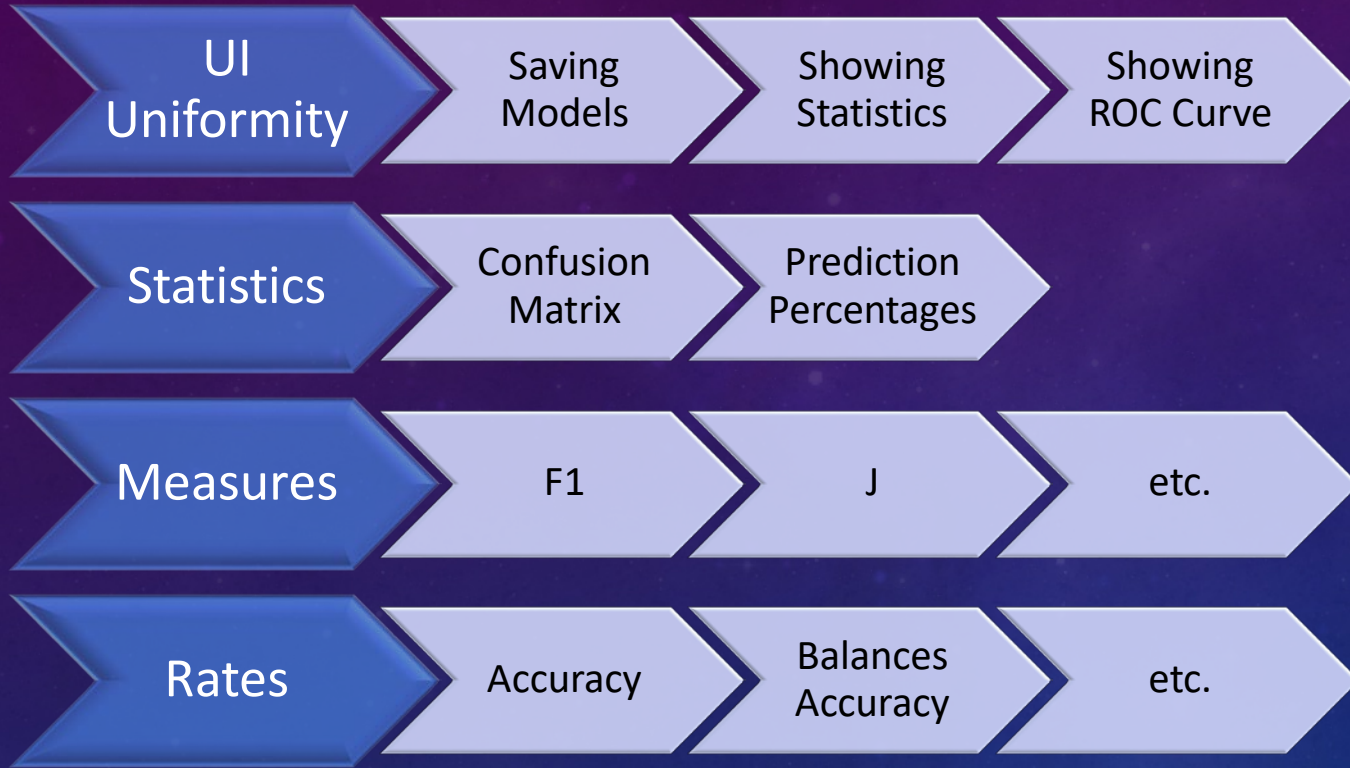 UI
Uniformity
Saving
Models
Showing
Statistics
Showing
ROC Curve
Statistics
Confusion
Matrix
Prediction
Percentages
Measures
F1
J
etc.
Rates
Accuracy
Balances
Accuracy
etc.